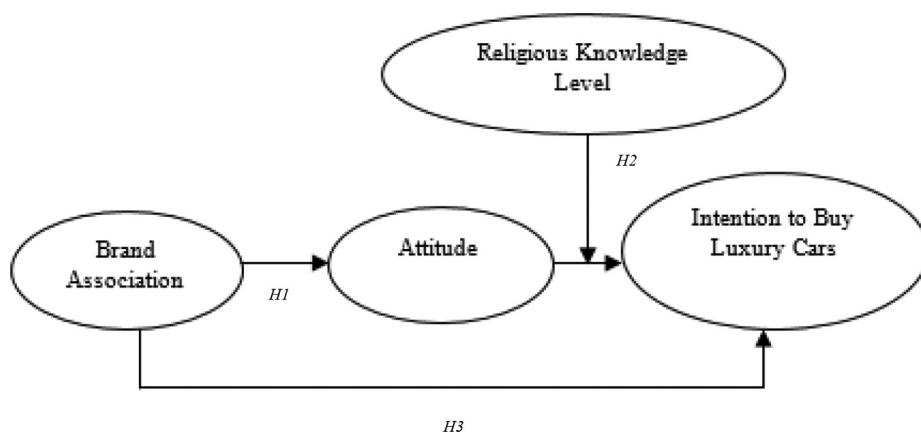 Religious Knowledge
Level
H2
Intention to Buy
Luxury Cars
Attitude
Brand
Association
H1
H3